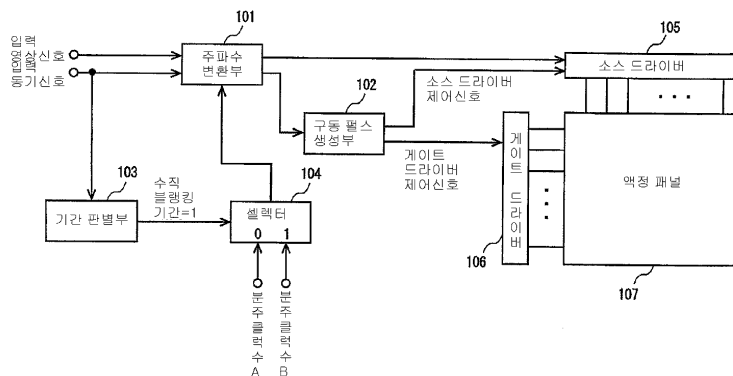 입력
영상신호
입력
동기신호
101
주파수
변환부
102
구동 펄스
생성부
소스 드라이버
제어신호
게이트
드라이버
제어신호
105
소스 드라이버
103
기간 판별부
수직
블랭킹
기간=1
104
셀렉터
0 1
분주클럭수A
분주클럭수B
게이트 드라이버
106
액정 패널
107